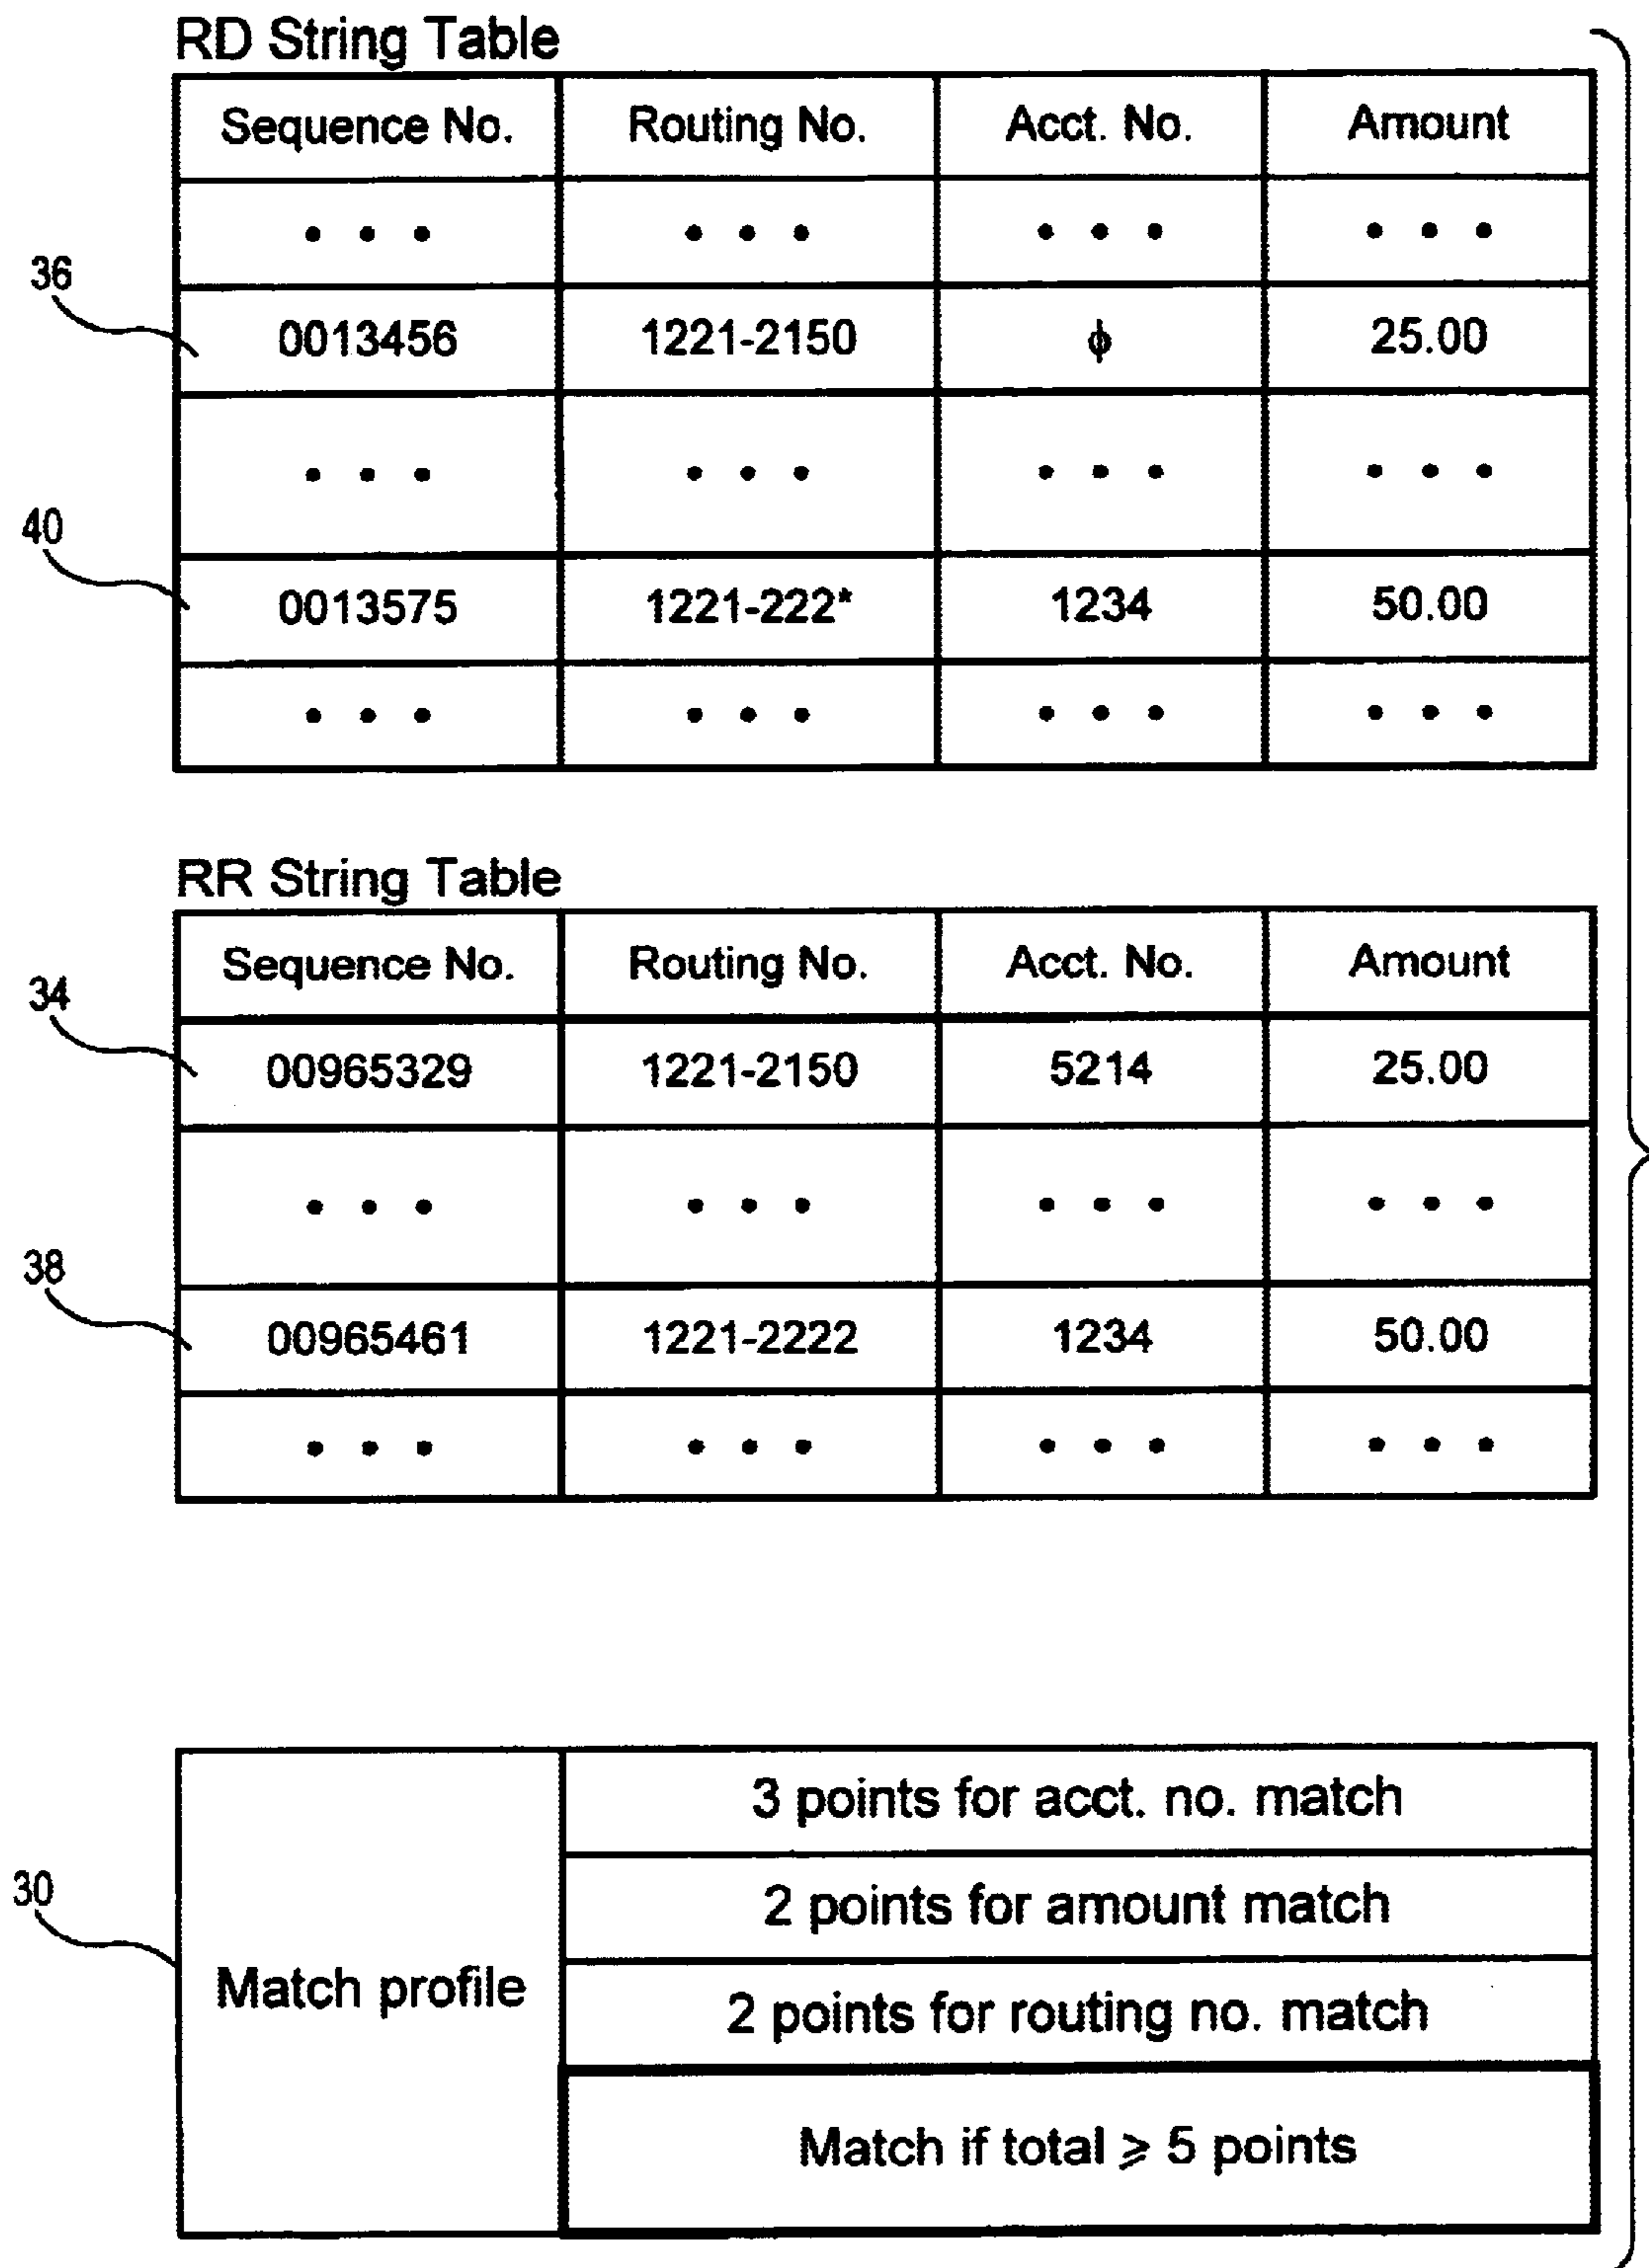 RD String Table
Sequence No. Routing No. Acct. No. Amount
• • • • • • • • • • • •
36
0013456 1221-2150 ϕ 25.00
• • • • • • • • • • • •
40
0013575 1221-222* 1234 50.00
• • • • • • • • • • • •
RR String Table
Sequence No. Routing No. Acct. No. Amount
34
00965329 1221-2150 5214 25.00
• • • • • • • • • • • •
38
00965461 1221-2222 1234 50.00
• • • • • • • • • • • •
3 points for acct. no. match
30
2 points for amount match
Match profile
2 points for routing no. match
Match if total ⩾ 5 points